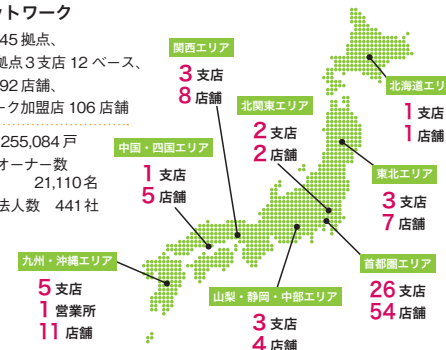 ットワーク
45 拠点、
拠点 3 支店 12 ベース、
92 店舗、
ーク加盟店 106 店舗
255,084 戸
オーナー数
21,110 名
法人数 441 社
関西エリア
3 支店
8 店舗
北海道エリ
1 支店
1 店舗
北関東エリア
2 支店
2 店舗
中国・四国エリア
1 支店
5 店舗
東北エリア
3 支店
7 店舗
九州・沖縄エリア
5 支店
1 営業所
11 店舗
首都圏エリア
26 支店
54 店舗
山梨・静岡・中部エリア
3 支店
4 店舗